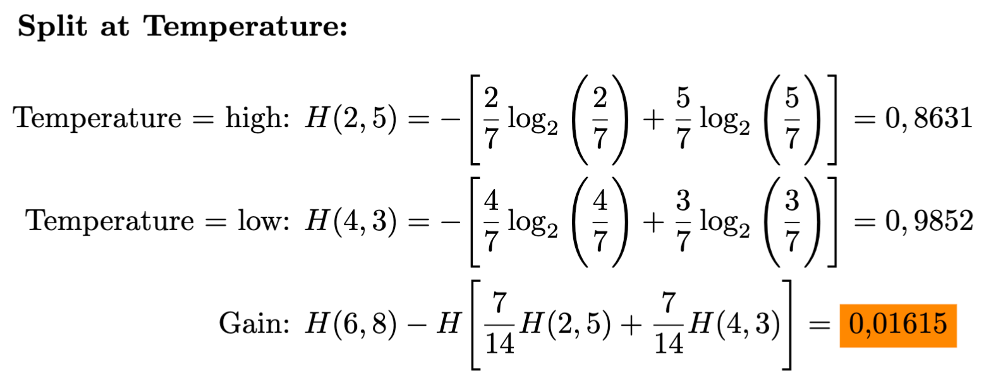 Split at Temperature:
Temperature = high: H(2, 5) = −[2/7 log₂(2/7) + 5/7 log₂(5/7)] = 0, 8631
Temperature = low: H(4, 3) = −[4/7 log₂(4/7) + 3/7 log₂(3/7)] = 0, 9852
Gain: H(6, 8) − H[7/14 H(2, 5) + 7/14 H(4, 3)] = 0,01615